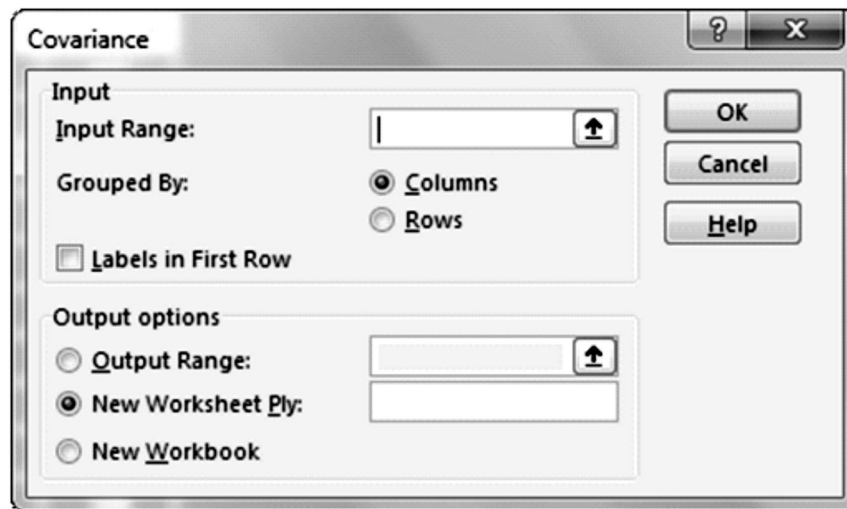 Covariance
Input
Input Range:
Grouped By:
Columns
Rows
Labels in First Row
OK
Cancel
Help
Output options
Output Range:
New Worksheet Ply:
New Workbook